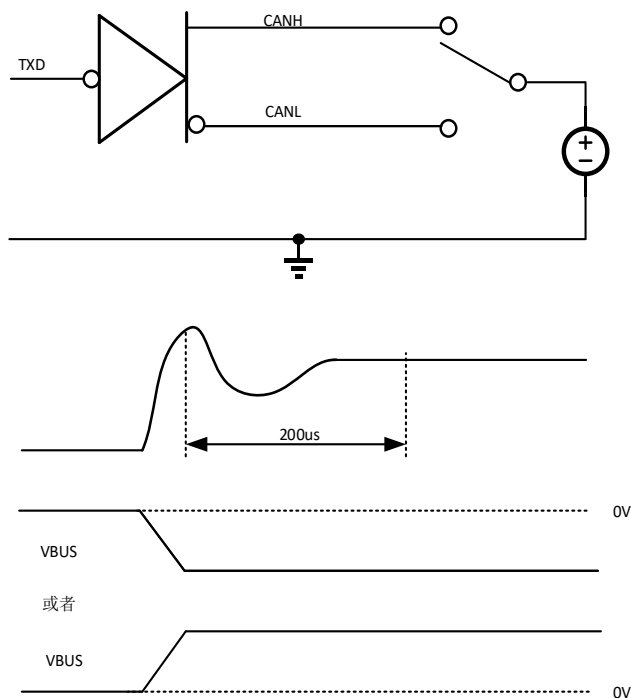 CANH
TXD
CANL
+
−
200us
0V
VBUS
或者
VBUS
0V